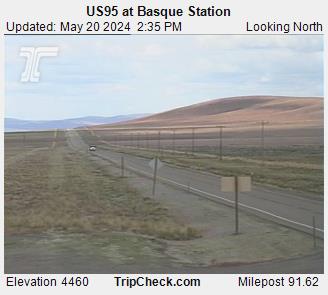 US95 at Basque Station
Updated: May 20 2024 2:35 PM Looking North
Elevation 4460 TripCheck.com Milepost 91.62